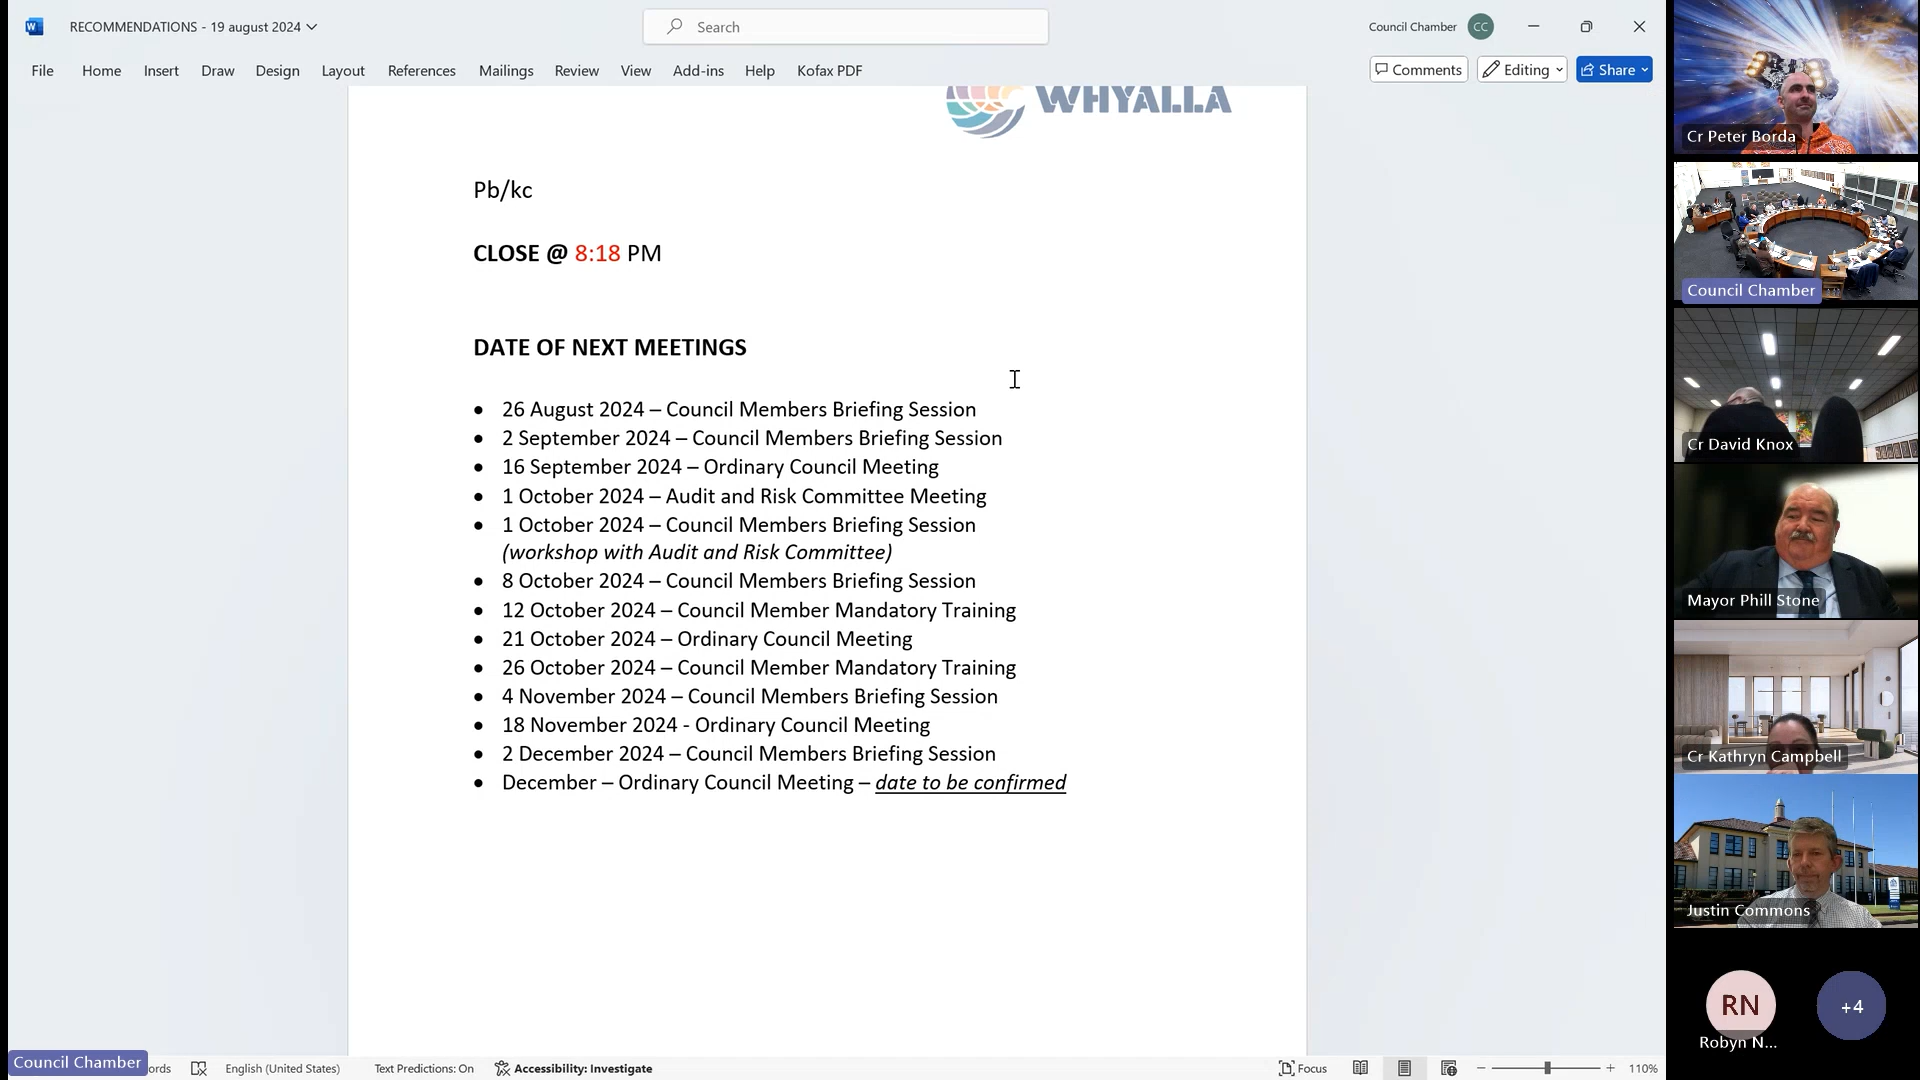 RECOMMENDATIONS - 19 august 2024
Search
Council Chamber
CC
File
Home
Insert
Draw
Design
Layout
References
Mailings
Review
View
Add-ins
Help
Kofax PDF
Comments
Editing
Share
WHYALLA
Pb/kc
CLOSE @ 8:18 PM
DATE OF NEXT MEETINGS
• 26 August 2024 – Council Members Briefing Session
• 2 September 2024 – Council Members Briefing Session
• 16 September 2024 – Ordinary Council Meeting
• 1 October 2024 – Audit and Risk Committee Meeting
• 1 October 2024 – Council Members Briefing Session
(workshop with Audit and Risk Committee)
• 8 October 2024 – Council Members Briefing Session
• 12 October 2024 – Council Member Mandatory Training
• 21 October 2024 – Ordinary Council Meeting
• 26 October 2024 – Council Member Mandatory Training
• 4 November 2024 – Council Members Briefing Session
• 18 November 2024 - Ordinary Council Meeting
• 2 December 2024 – Council Members Briefing Session
• December – Ordinary Council Meeting – date to be confirmed
Council Chamber
ords
English (United States)
Text Predictions: On
Accessibility: Investigate
Focus
110%
Cr Peter Borda
Council Chamber
Cr David Knox
Mayor Phill Stone
Cr Kathryn Campbell
Justin Commons
RN
Robyn N...
+4